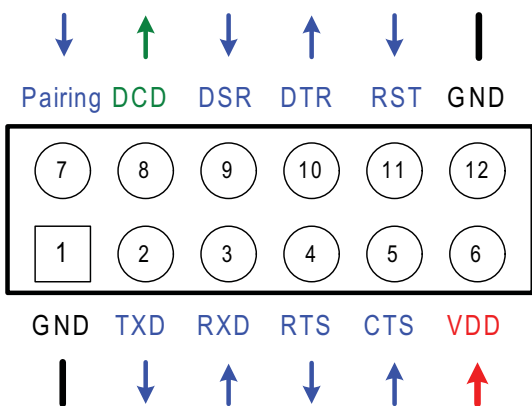 Pairing DCD DSR DTR RST GND
7 8 9 10 11 12
1 2 3 4 5 6
GND TXD RXD RTS CTS VDD